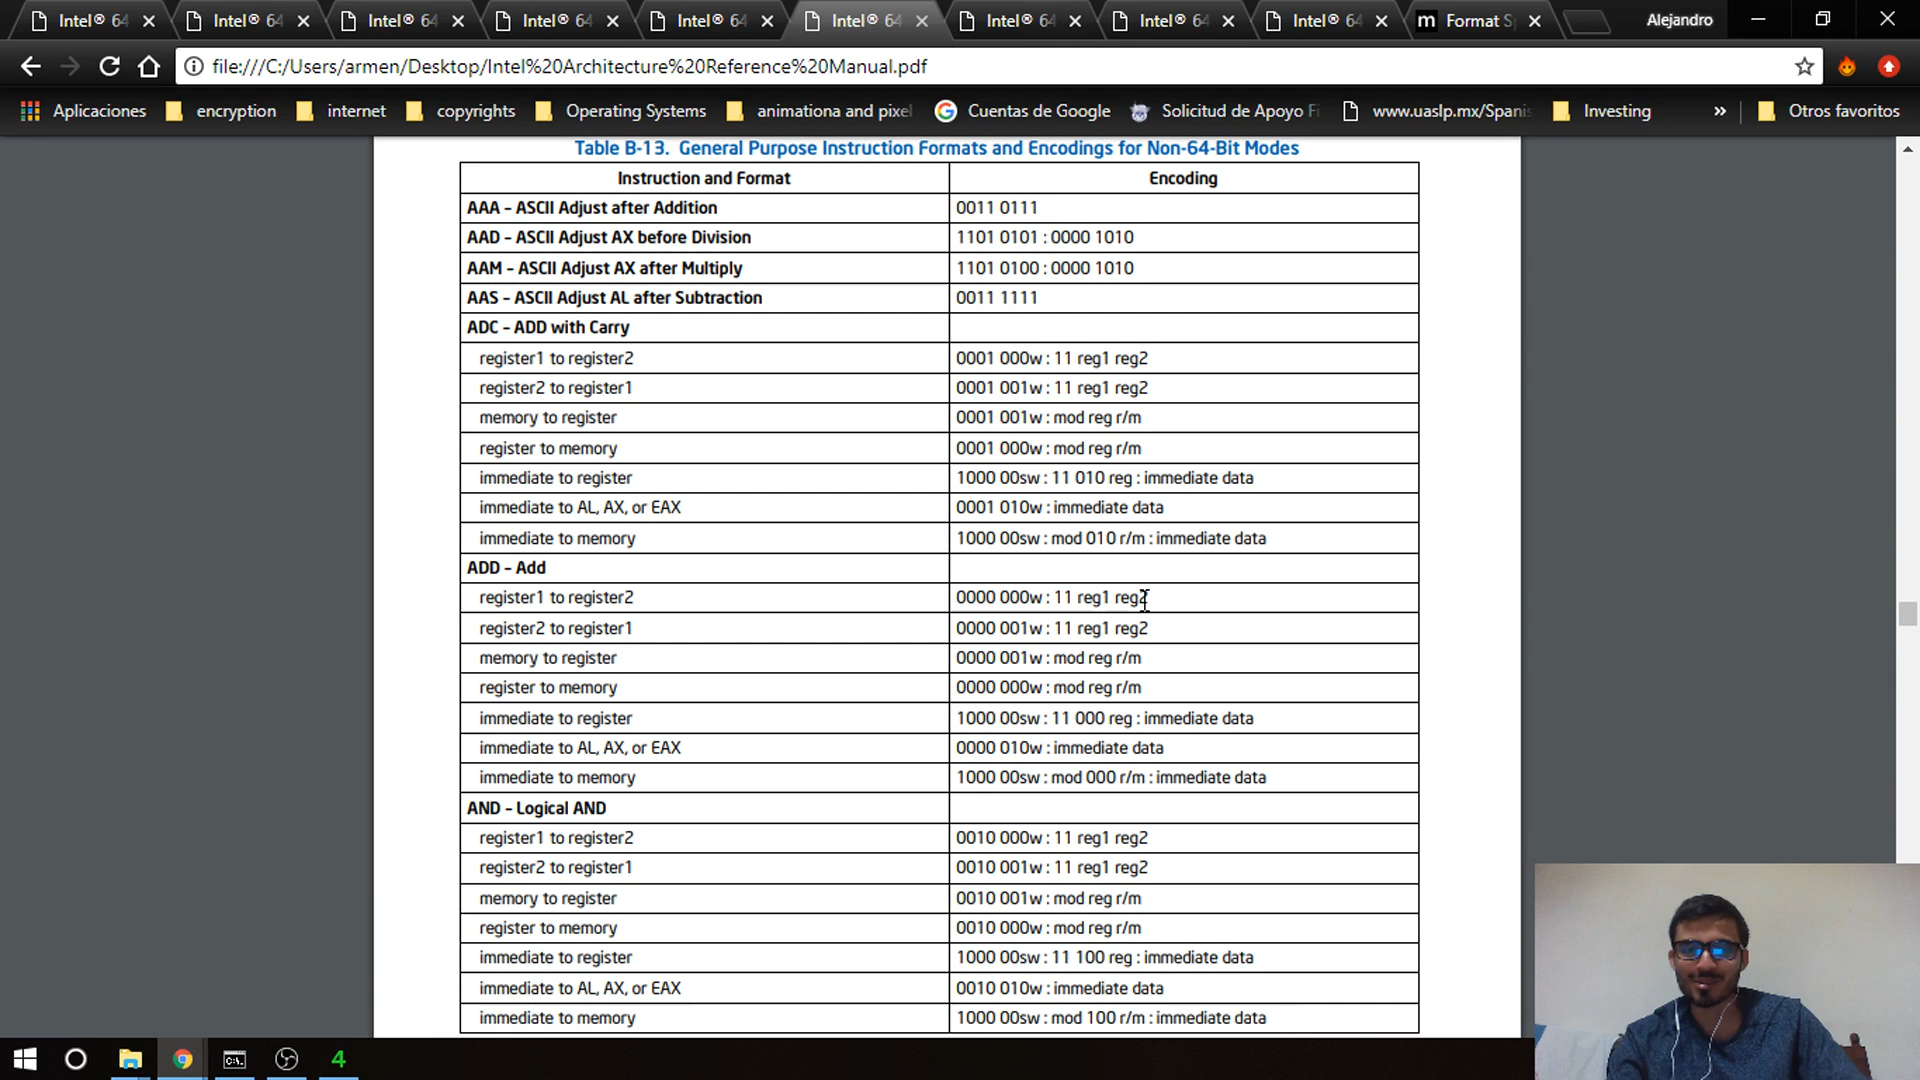 Intel® 64
Intel® 64
Intel® 64
Intel® 64
Intel® 64
Intel® 64
Intel® 64
Intel® 64
Intel® 64
m Format S
Alejandro
file:///C:/Users/armen/Desktop/Intel%20Architecture%20Reference%20Manual.pdf
Aplicaciones
encryption
internet
copyrights
Operating Systems
animationa and pixel
Cuentas de Google
Solicitud de Apoyo Fi
www.uaslp.mx/Spanis
Investing
»
Otros favoritos
Table B-13. General Purpose Instruction Formats and Encodings for Non-64-Bit Modes
Instruction and Format Encoding
AAA – ASCII Adjust after Addition 0011 0111
AAD – ASCII Adjust AX before Division 1101 0101 : 0000 1010
AAM – ASCII Adjust AX after Multiply 1101 0100 : 0000 1010
AAS – ASCII Adjust AL after Subtraction 0011 1111
ADC – ADD with Carry
register1 to register2 0001 000w : 11 reg1 reg2
register2 to register1 0001 001w : 11 reg1 reg2
memory to register 0001 001w : mod reg r/m
register to memory 0001 000w : mod reg r/m
immediate to register 1000 00sw : 11 010 reg : immediate data
immediate to AL, AX, or EAX 0001 010w : immediate data
immediate to memory 1000 00sw : mod 010 r/m : immediate data
ADD – Add
register1 to register2 0000 000w : 11 reg1 reg2
register2 to register1 0000 001w : 11 reg1 reg2
memory to register 0000 001w : mod reg r/m
register to memory 0000 000w : mod reg r/m
immediate to register 1000 00sw : 11 000 reg : immediate data
immediate to AL, AX, or EAX 0000 010w : immediate data
immediate to memory 1000 00sw : mod 000 r/m : immediate data
AND – Logical AND
register1 to register2 0010 000w : 11 reg1 reg2
register2 to register1 0010 001w : 11 reg1 reg2
memory to register 0010 001w : mod reg r/m
register to memory 0010 000w : mod reg r/m
immediate to register 1000 00sw : 11 100 reg : immediate data
immediate to AL, AX, or EAX 0010 010w : immediate data
immediate to memory 1000 00sw : mod 100 r/m : immediate data
4